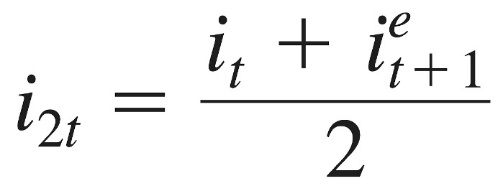 i_{2t} = \frac{i_t + i^e_{t+1}}{2}